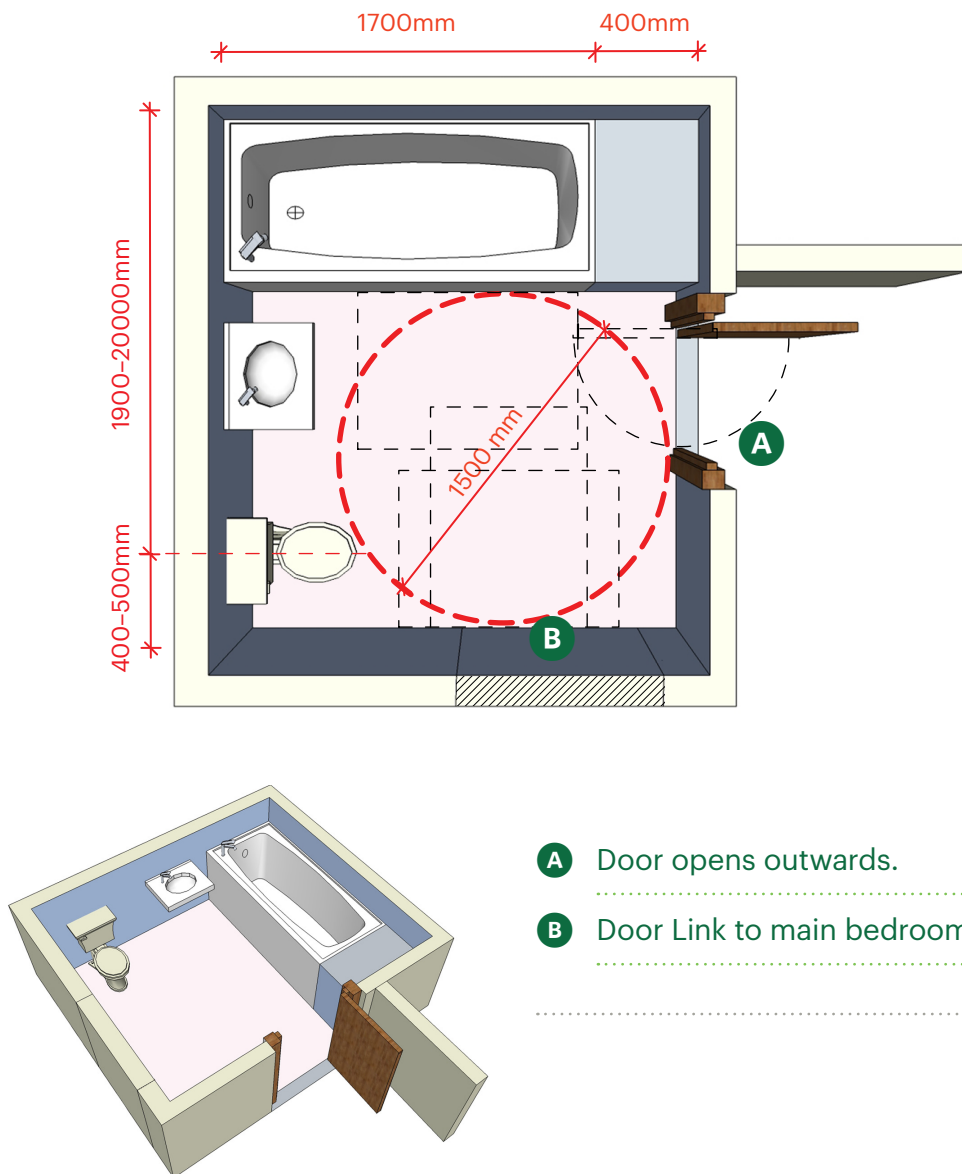 1700mm
400mm
1900–20000mm
1500 mm
A
400–500mm
B
A Door opens outwards.
B Door Link to main bedroom